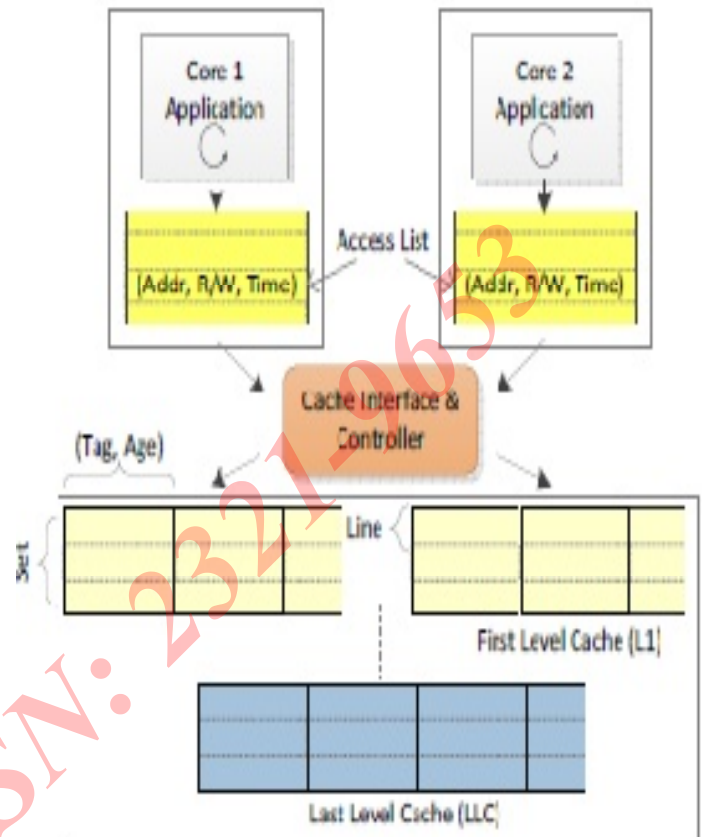 Core 1
Application
Core 2
Application
Access List
(Addr, R/W, Time)
(Addr, R/W, Time)
Cache Interface &
Controller
(Tag, Age)
Set
Line
First Level Cache (L1)
Last Level Cache (LLC)
SN: 2321-9653